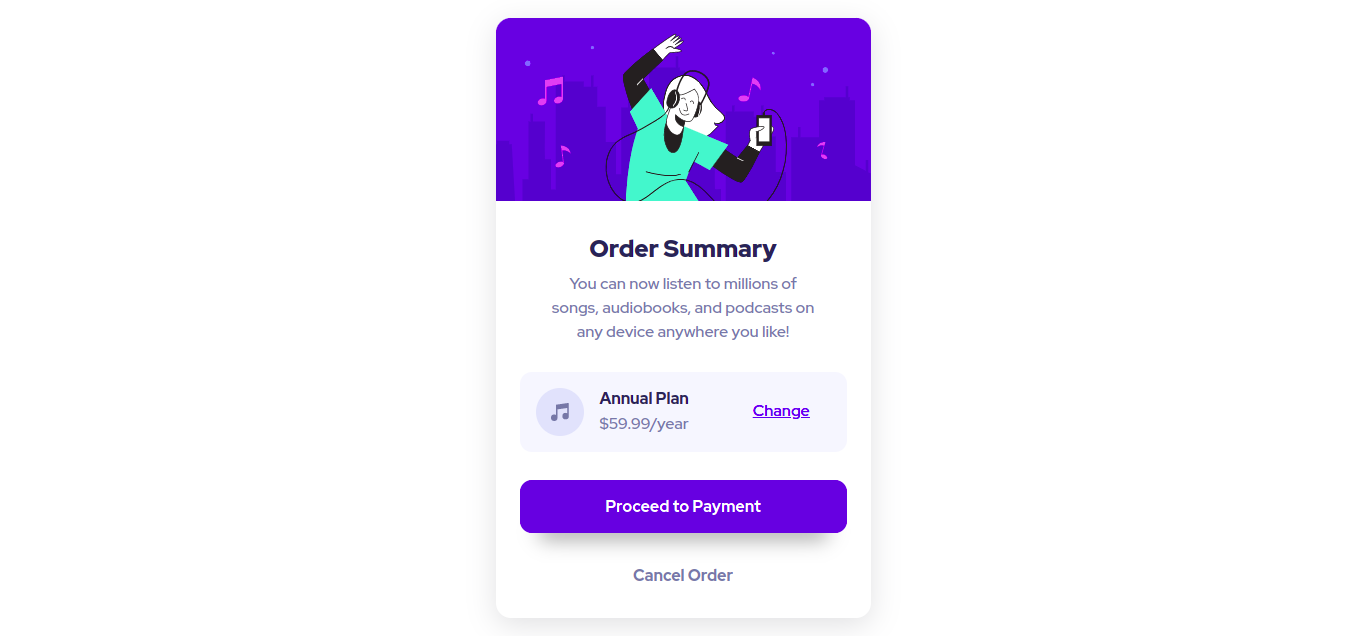 Order Summary
You can now listen to millions of
songs, audiobooks, and podcasts on
any device anywhere you like!
Annual Plan
$59.99/year
Change
Proceed to Payment
Cancel Order